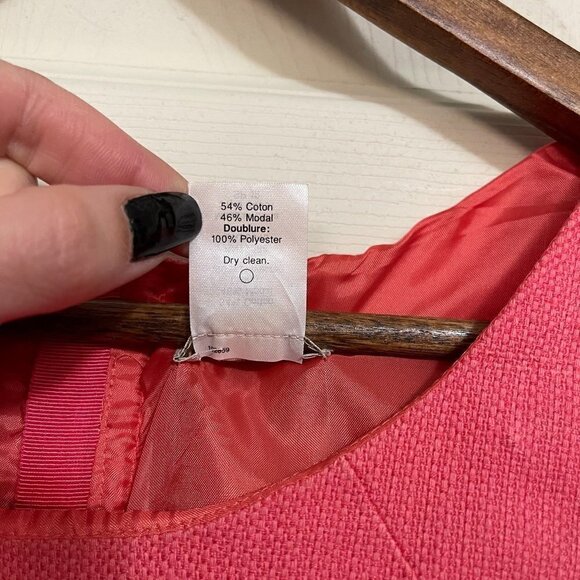 54% Coton
46% Modal
Doublure:
100% Polyester
Dry clean.